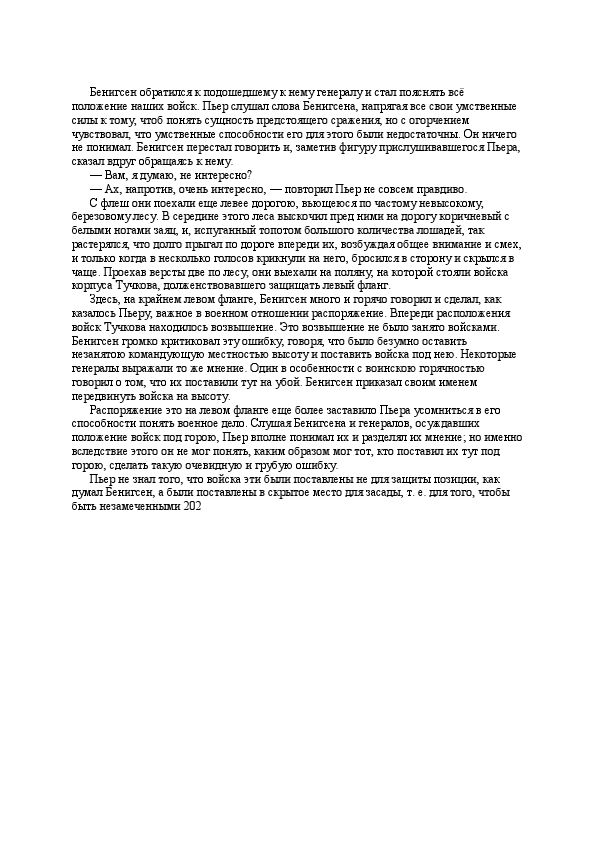 Бенигсен обратился к подошедшему к нему генералу и стал пояснять всё
положение наших войск. Пьер слушал слова Бенигсена, напрягая все свои умственные
силы к тому, чтоб понять сущность предстоящего сражения, но с огорчением
чувствовал, что умственные способности его для этого были недостаточны. Он ничего
не понимал. Бенигсен перестал говорить и, заметив фигуру прислушивавшегося Пьера,
сказал вдруг обращаясь к нему.
— Вам, я думаю, не интересно?
— Ах, напротив, очень интересно, — повторил Пьер не совсем правдиво.
С флеш они поехали еще левее дорогою, вьющеюся по частому невысокому,
березовому лесу. В середине этого леса выскочил пред ними на дорогу коричневый с
белыми ногами заяц, и, испуганный топотом большого количества лошадей, так
растерялся, что долго прыгал по дороге впереди их, возбуждая общее внимание и смех,
и только когда в несколько голосов крикнули на него, бросился в сторону и скрылся в
чаще. Проехав версты две по лесу, они выехали на поляну, на которой стояли войска
корпуса Тучкова, долженствовавшего защищать левый фланг.
Здесь, на крайнем левом фланге, Бенигсен много и горячо говорил и сделал, как
казалось Пьеру, важное в военном отношении распоряжение. Впереди расположения
войск Тучкова находилось возвышение. Это возвышение не было занято войсками.
Бенигсен громко критиковал эту ошибку, говоря, что было безумно оставить
незанятою командующую местностью высоту и поставить войска под нею. Некоторые
генералы выражали то же мнение. Один в особенности с воинскою горячностью
говорил о том, что их поставили тут на убой. Бенигсен приказал своим именем
передвинуть войска на высоту.
Распоряжение это на левом фланге еще более заставило Пьера усомниться в его
способности понять военное дело. Слушая Бенигсена и генералов, осуждавших
положение войск под горою, Пьер вполне понимал их и разделял их мнение; но именно
вследствие этого он не мог понять, каким образом мог тот, кто поставил их тут под
горою, сделать такую очевидную и грубую ошибку.
Пьер не знал того, что войска эти были поставлены не для защиты позиции, как
думал Бенигсен, а были поставлены в скрытое место для засады, т. е. для того, чтобы
быть незамеченными 202